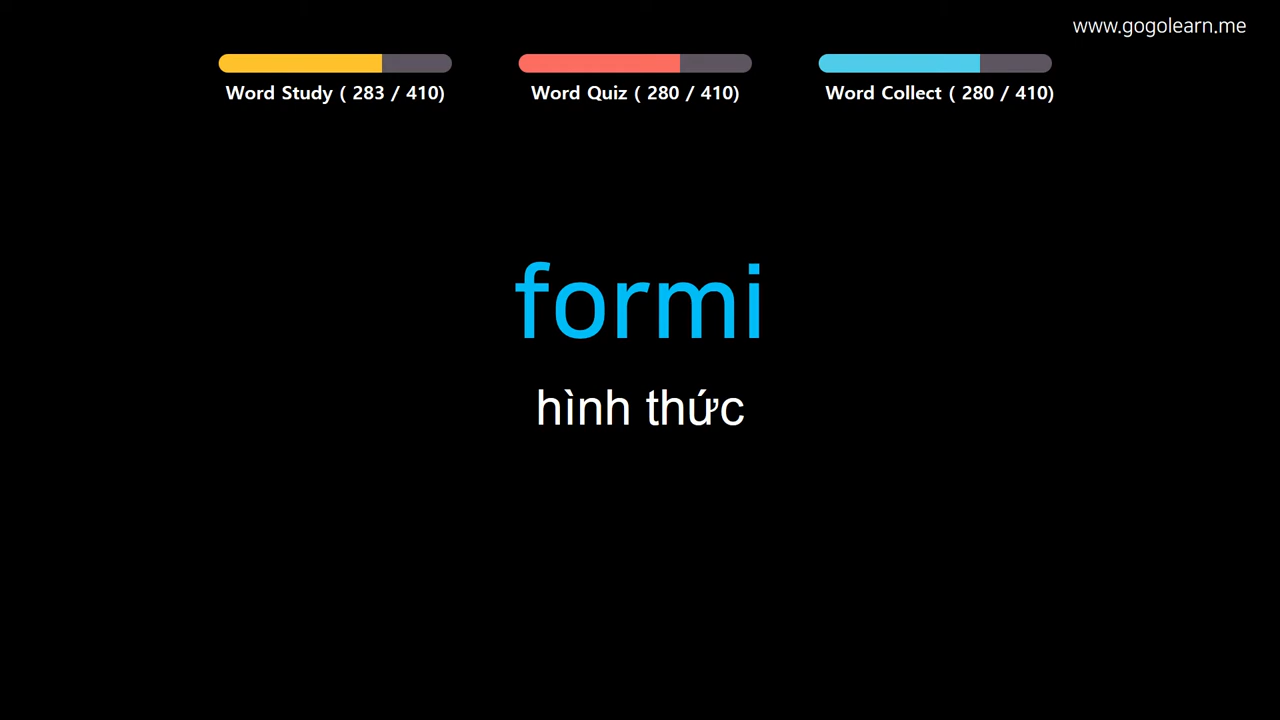 www.gogolearn.me
Word Study ( 283 / 410)
Word Quiz ( 280 / 410)
Word Collect ( 280 / 410)
formi
hình thức